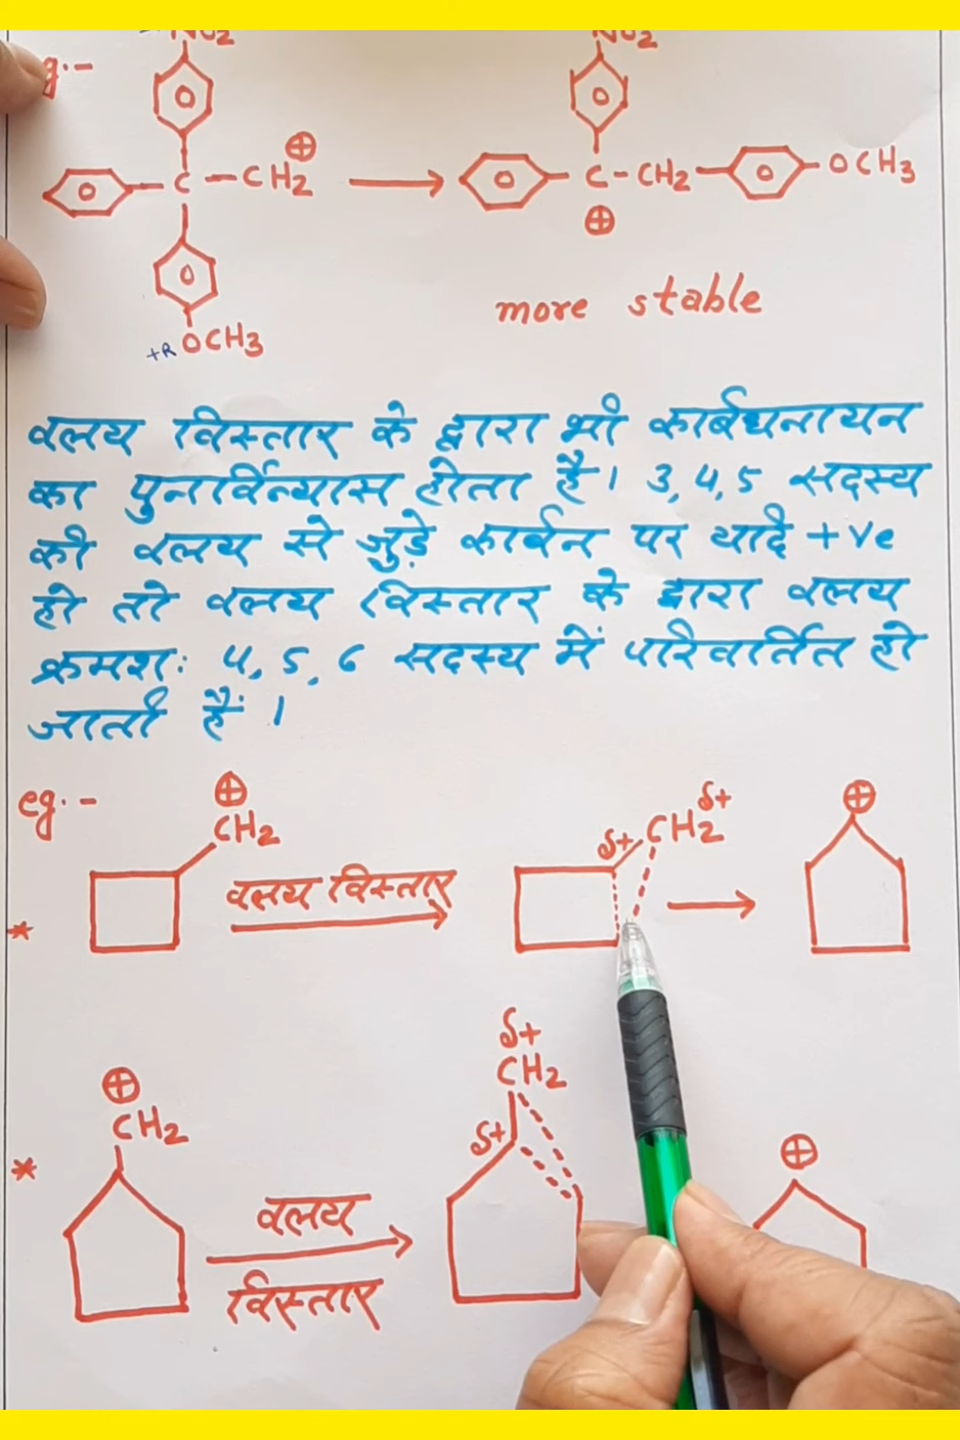 NO2
NO2
g:-
CH2 ⊕
C - CH2 - OCH3
⊕
C
+R OCH3
more stable
वलय विस्तार के द्वारा भी कार्बधनायन
का पुनर्विन्यास होता है। 3,4,5 सदस्य
की वलय से जुड़े कार्बन पर यदि +ve
हो तो वलय विस्तार के द्वारा वलय
क्रमशः 4,5,6 सदस्य में परिवर्तित हो
जाती हैं।
eg:-
⊕
CH2
δ+ CH2 δ+
⊕
* वलय विस्तार
δ+
CH2
⊕
CH2
δ+
⊕
* वलय
विस्तार